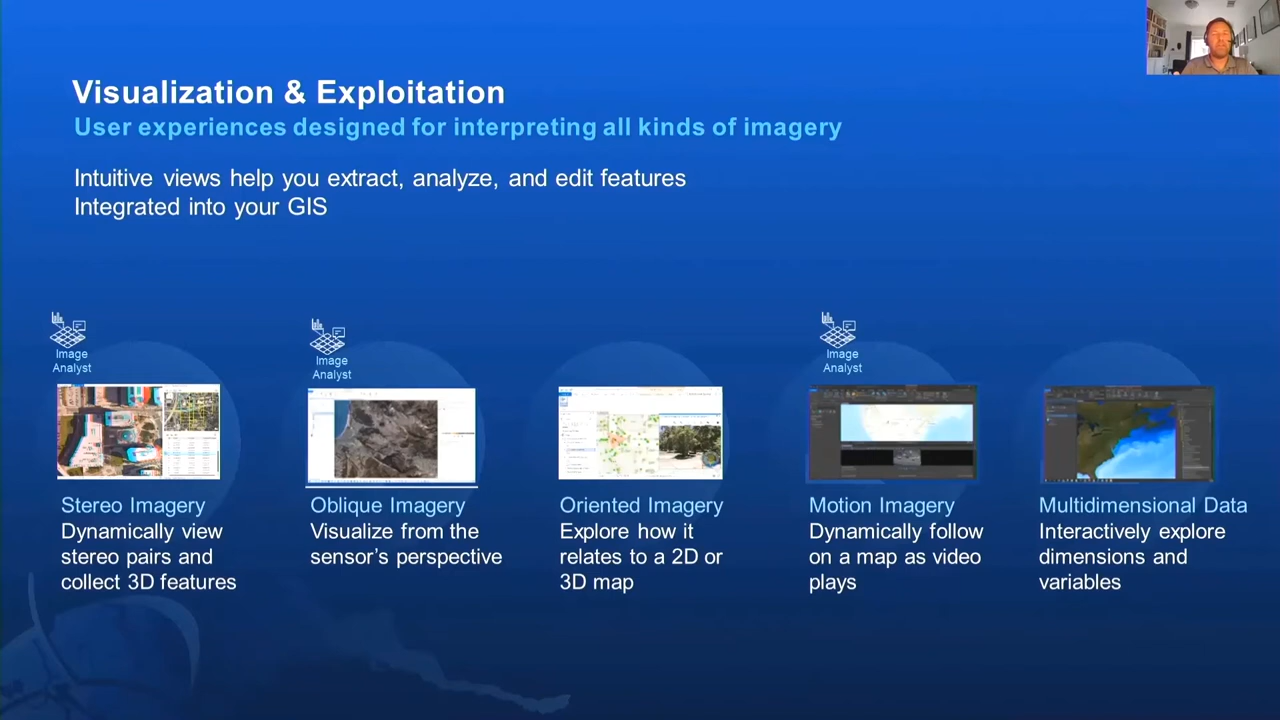 Visualization & Exploitation
User experiences designed for interpreting all kinds of imagery
Intuitive views help you extract, analyze, and edit features
Integrated into your GIS
Image
Analyst
Stereo Imagery
Dynamically view
stereo pairs and
collect 3D features
Image
Analyst
Oblique Imagery
Visualize from the
sensor’s perspective
Oriented Imagery
Explore how it
relates to a 2D or
3D map
Image
Analyst
Motion Imagery
Dynamically follow
on a map as video
plays
Multidimensional Data
Interactively explore
dimensions and
variables